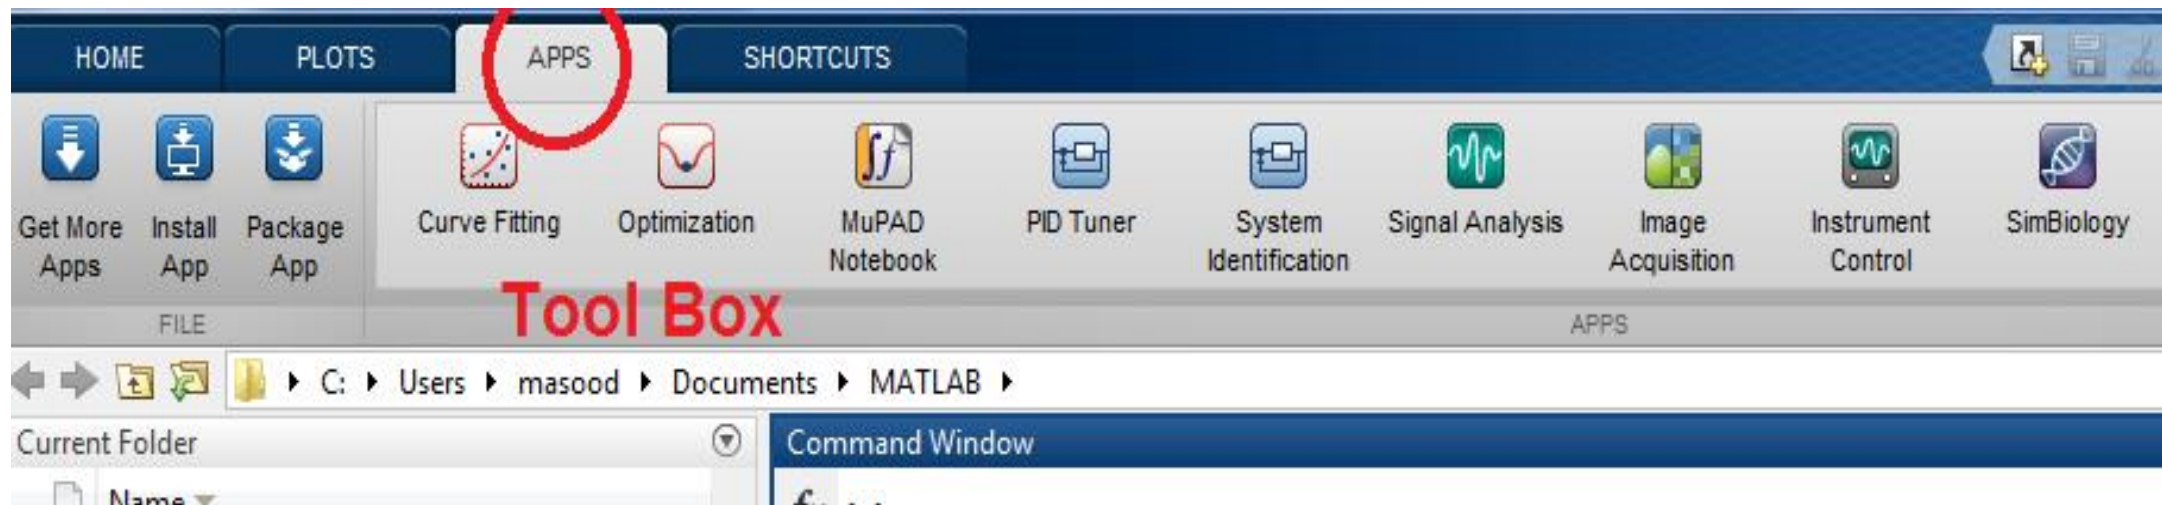 HOME PLOTS APPS SHORTCUTS
Get More Apps
Install App
Package App
Curve Fitting
Optimization
MuPAD Notebook
PID Tuner
System Identification
Signal Analysis
Image Acquisition
Instrument Control
SimBiology
Tool Box
FILE APPS
C: Users masood Documents MATLAB
Current Folder
Command Window
Name